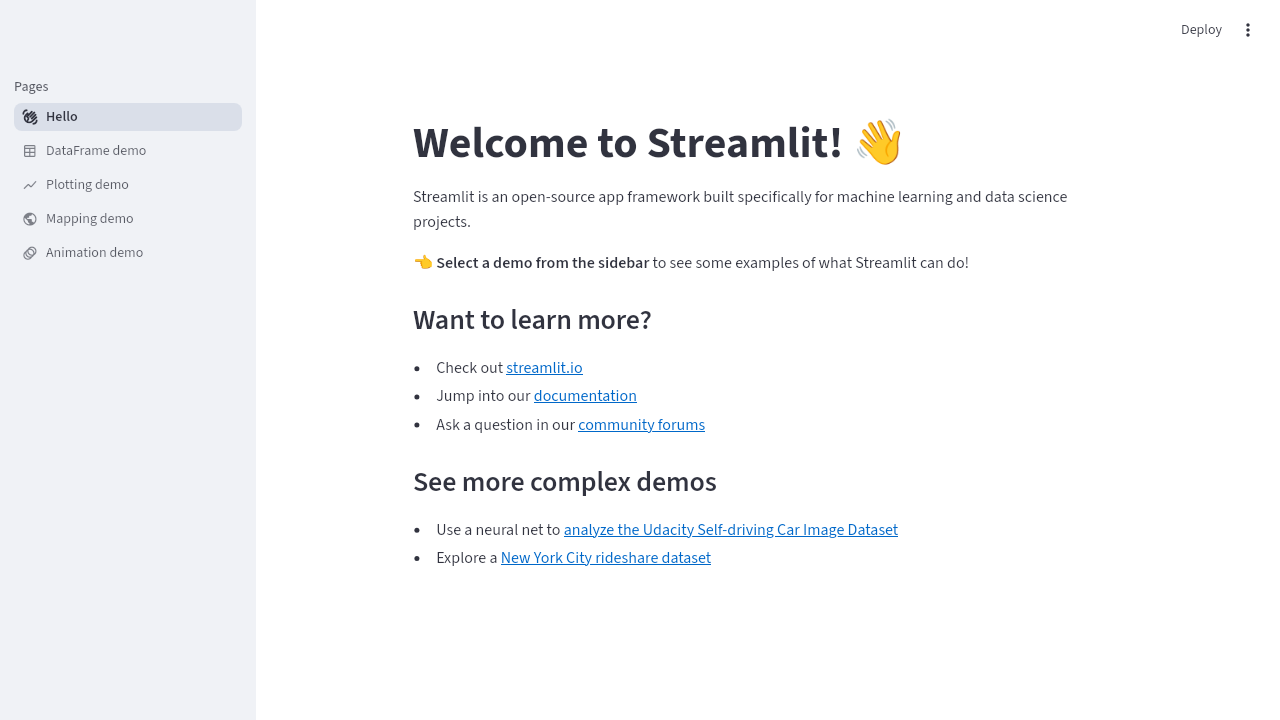 Deploy
Pages
Hello
DataFrame demo
Plotting demo
Mapping demo
Animation demo
Welcome to Streamlit! 👋
Streamlit is an open-source app framework built specifically for machine learning and data science
projects.
👈 Select a demo from the sidebar to see some examples of what Streamlit can do!
Want to learn more?
• Check out streamlit.io
• Jump into our documentation
• Ask a question in our community forums
See more complex demos
• Use a neural net to analyze the Udacity Self-driving Car Image Dataset
• Explore a New York City rideshare dataset